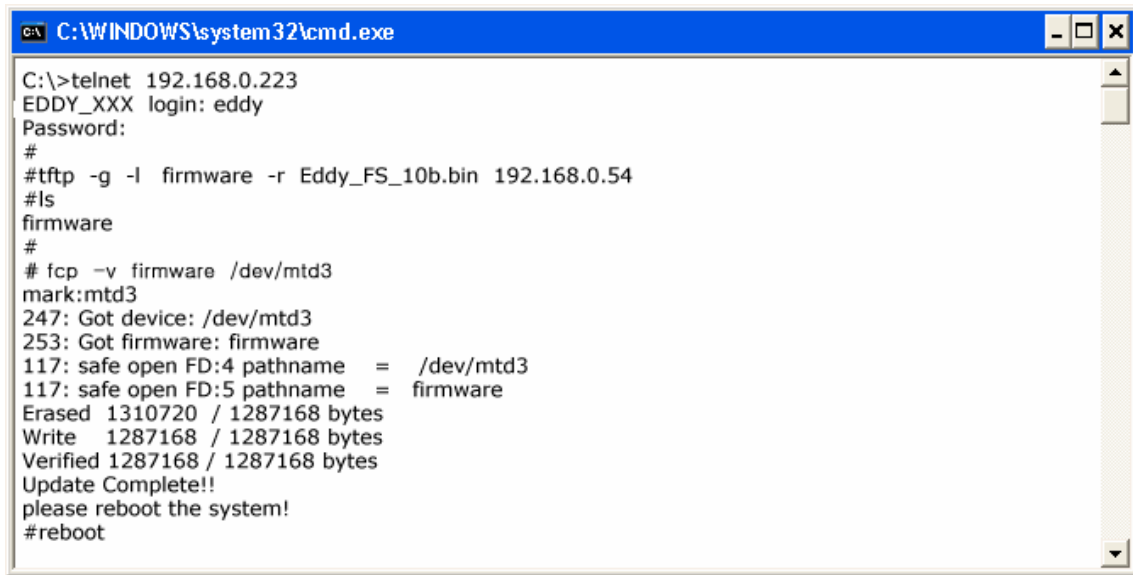 C:\WINDOWS\system32\cmd.exe
C:\>telnet 192.168.0.223
EDDY_XXX login: eddy
Password:
#
#tftp -g -l firmware -r Eddy_FS_10b.bin 192.168.0.54
#ls
firmware
#
# fcp –v firmware /dev/mtd3
mark:mtd3
247: Got device: /dev/mtd3
253: Got firmware: firmware
117: safe open FD:4 pathname = /dev/mtd3
117: safe open FD:5 pathname = firmware
Erased 1310720 / 1287168 bytes
Write 1287168 / 1287168 bytes
Verified 1287168 / 1287168 bytes
Update Complete!!
please reboot the system!
#reboot